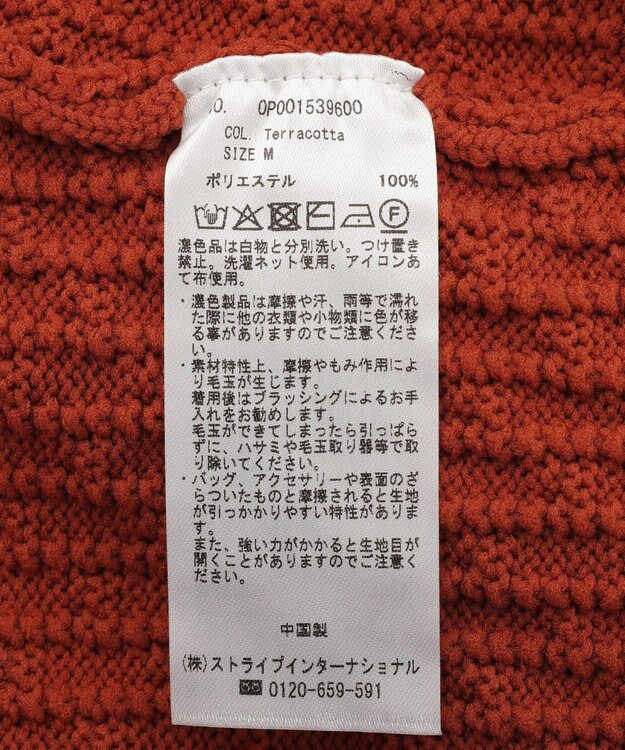 .O. OP001539600
COL. Terracotta
SIZE M
ポリエステル 100%
濃色品は白物と分別洗い。つけ置き
禁止。洗濯ネット使用。アイロンあ
て布使用。
・濃色製品は摩擦や汗、雨等で濡れ
た際に他の衣類や小物類に色が移
る事がありますのでご注意くださ
い。
・素材特性上、摩擦やもみ作用によ
り毛玉が生じます。
着用後はブラッシングによるお手
入れをお勧めします。
毛玉ができてしまったら引っぱら
ずに、ハサミや毛玉取り器等で取
り除いてください。
・バッグ、アクセサリーや表面のざ
らついたものと摩擦されると生地
が引っかかりやすい特性がありま
す。
また、強い力がかかると生地目が
開くことがありますのでご注意く
ださい。
中国製
(株)ストライプインターナショナル
0120-659-591